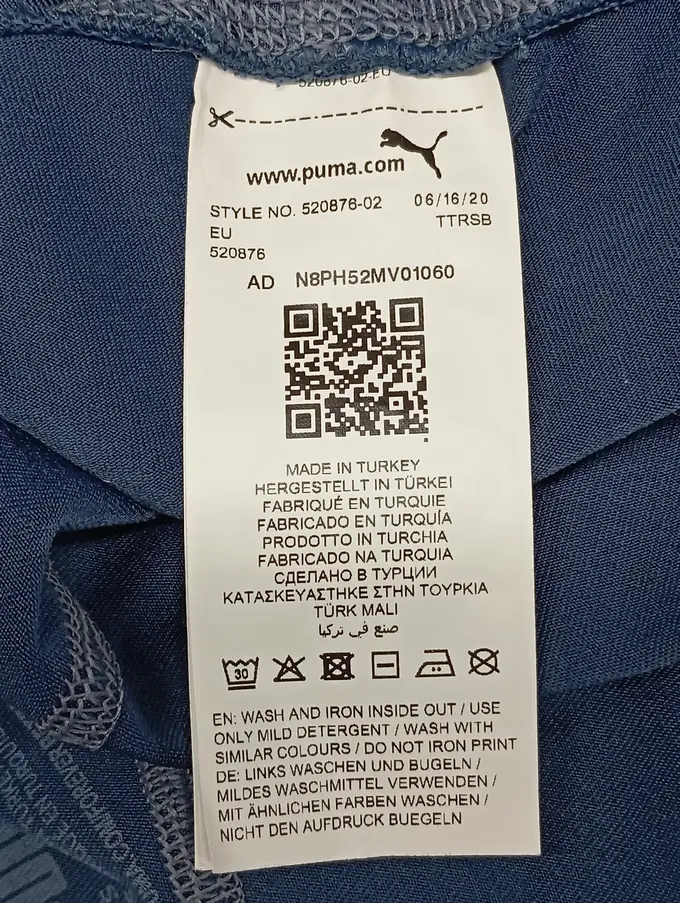 520876-02-EU
www.puma.com
STYLE NO. 520876-02 06/16/20
EU TTRSB
520876
AD N8PH52MV01060
MADE IN TURKEY
HERGESTELLT IN TÜRKEI
FABRIQUÉ EN TURQUIE
FABRICADO EN TURQUÍA
PRODOTTO IN TURCHIA
FABRICADO NA TURQUIA
СДЕЛАНО В ТУРЦИИ
ΚΑΤΑΣΚΕΥΑΣΤΗΚΕ ΣΤΗΝ ΤΟΥΡΚΙΑ
TÜRK MALI
صنع في تركيا
30
EN: WASH AND IRON INSIDE OUT / USE
ONLY MILD DETERGENT / WASH WITH
SIMILAR COLOURS / DO NOT IRON PRINT
DE: LINKS WASCHEN UND BUGELN /
MILDES WASCHMITTEL VERWENDEN /
MIT ÄHNLICHEN FARBEN WASCHEN /
NICHT DEN AUFDRUCK BUEGELN